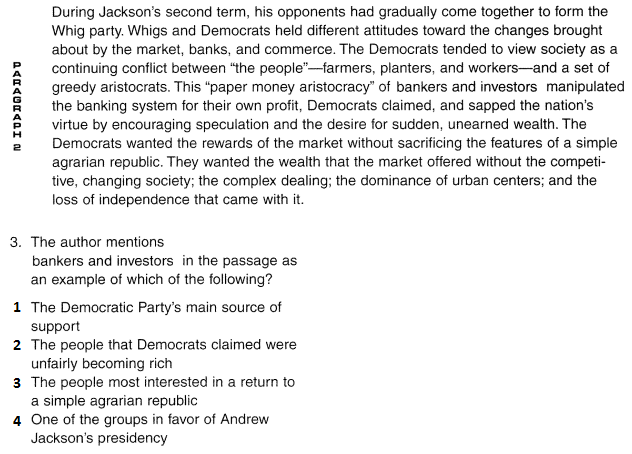 During Jackson's second term, his opponents had gradually come together to form the
Whig party. Whigs and Democrats held different attitudes toward the changes brought
about by the market, banks, and commerce. The Democrats tended to view society as a
continuing conflict between “the people”—farmers, planters, and workers—and a set of
greedy aristocrats. This “paper money aristocracy” of bankers and investors manipulated
the banking system for their own profit, Democrats claimed, and sapped the nation's
virtue by encouraging speculation and the desire for sudden, unearned wealth. The
Democrats wanted the rewards of the market without sacrificing the features of a simple
agrarian republic. They wanted the wealth that the market offered without the competi-
tive, changing society; the complex dealing; the dominance of urban centers; and the
loss of independence that came with it.
PARAGRAPH 2
3. The author mentions
bankers and investors in the passage as
an example of which of the following?
1 The Democratic Party's main source of
support
2 The people that Democrats claimed were
unfairly becoming rich
3 The people most interested in a return to
a simple agrarian republic
4 One of the groups in favor of Andrew
Jackson's presidency